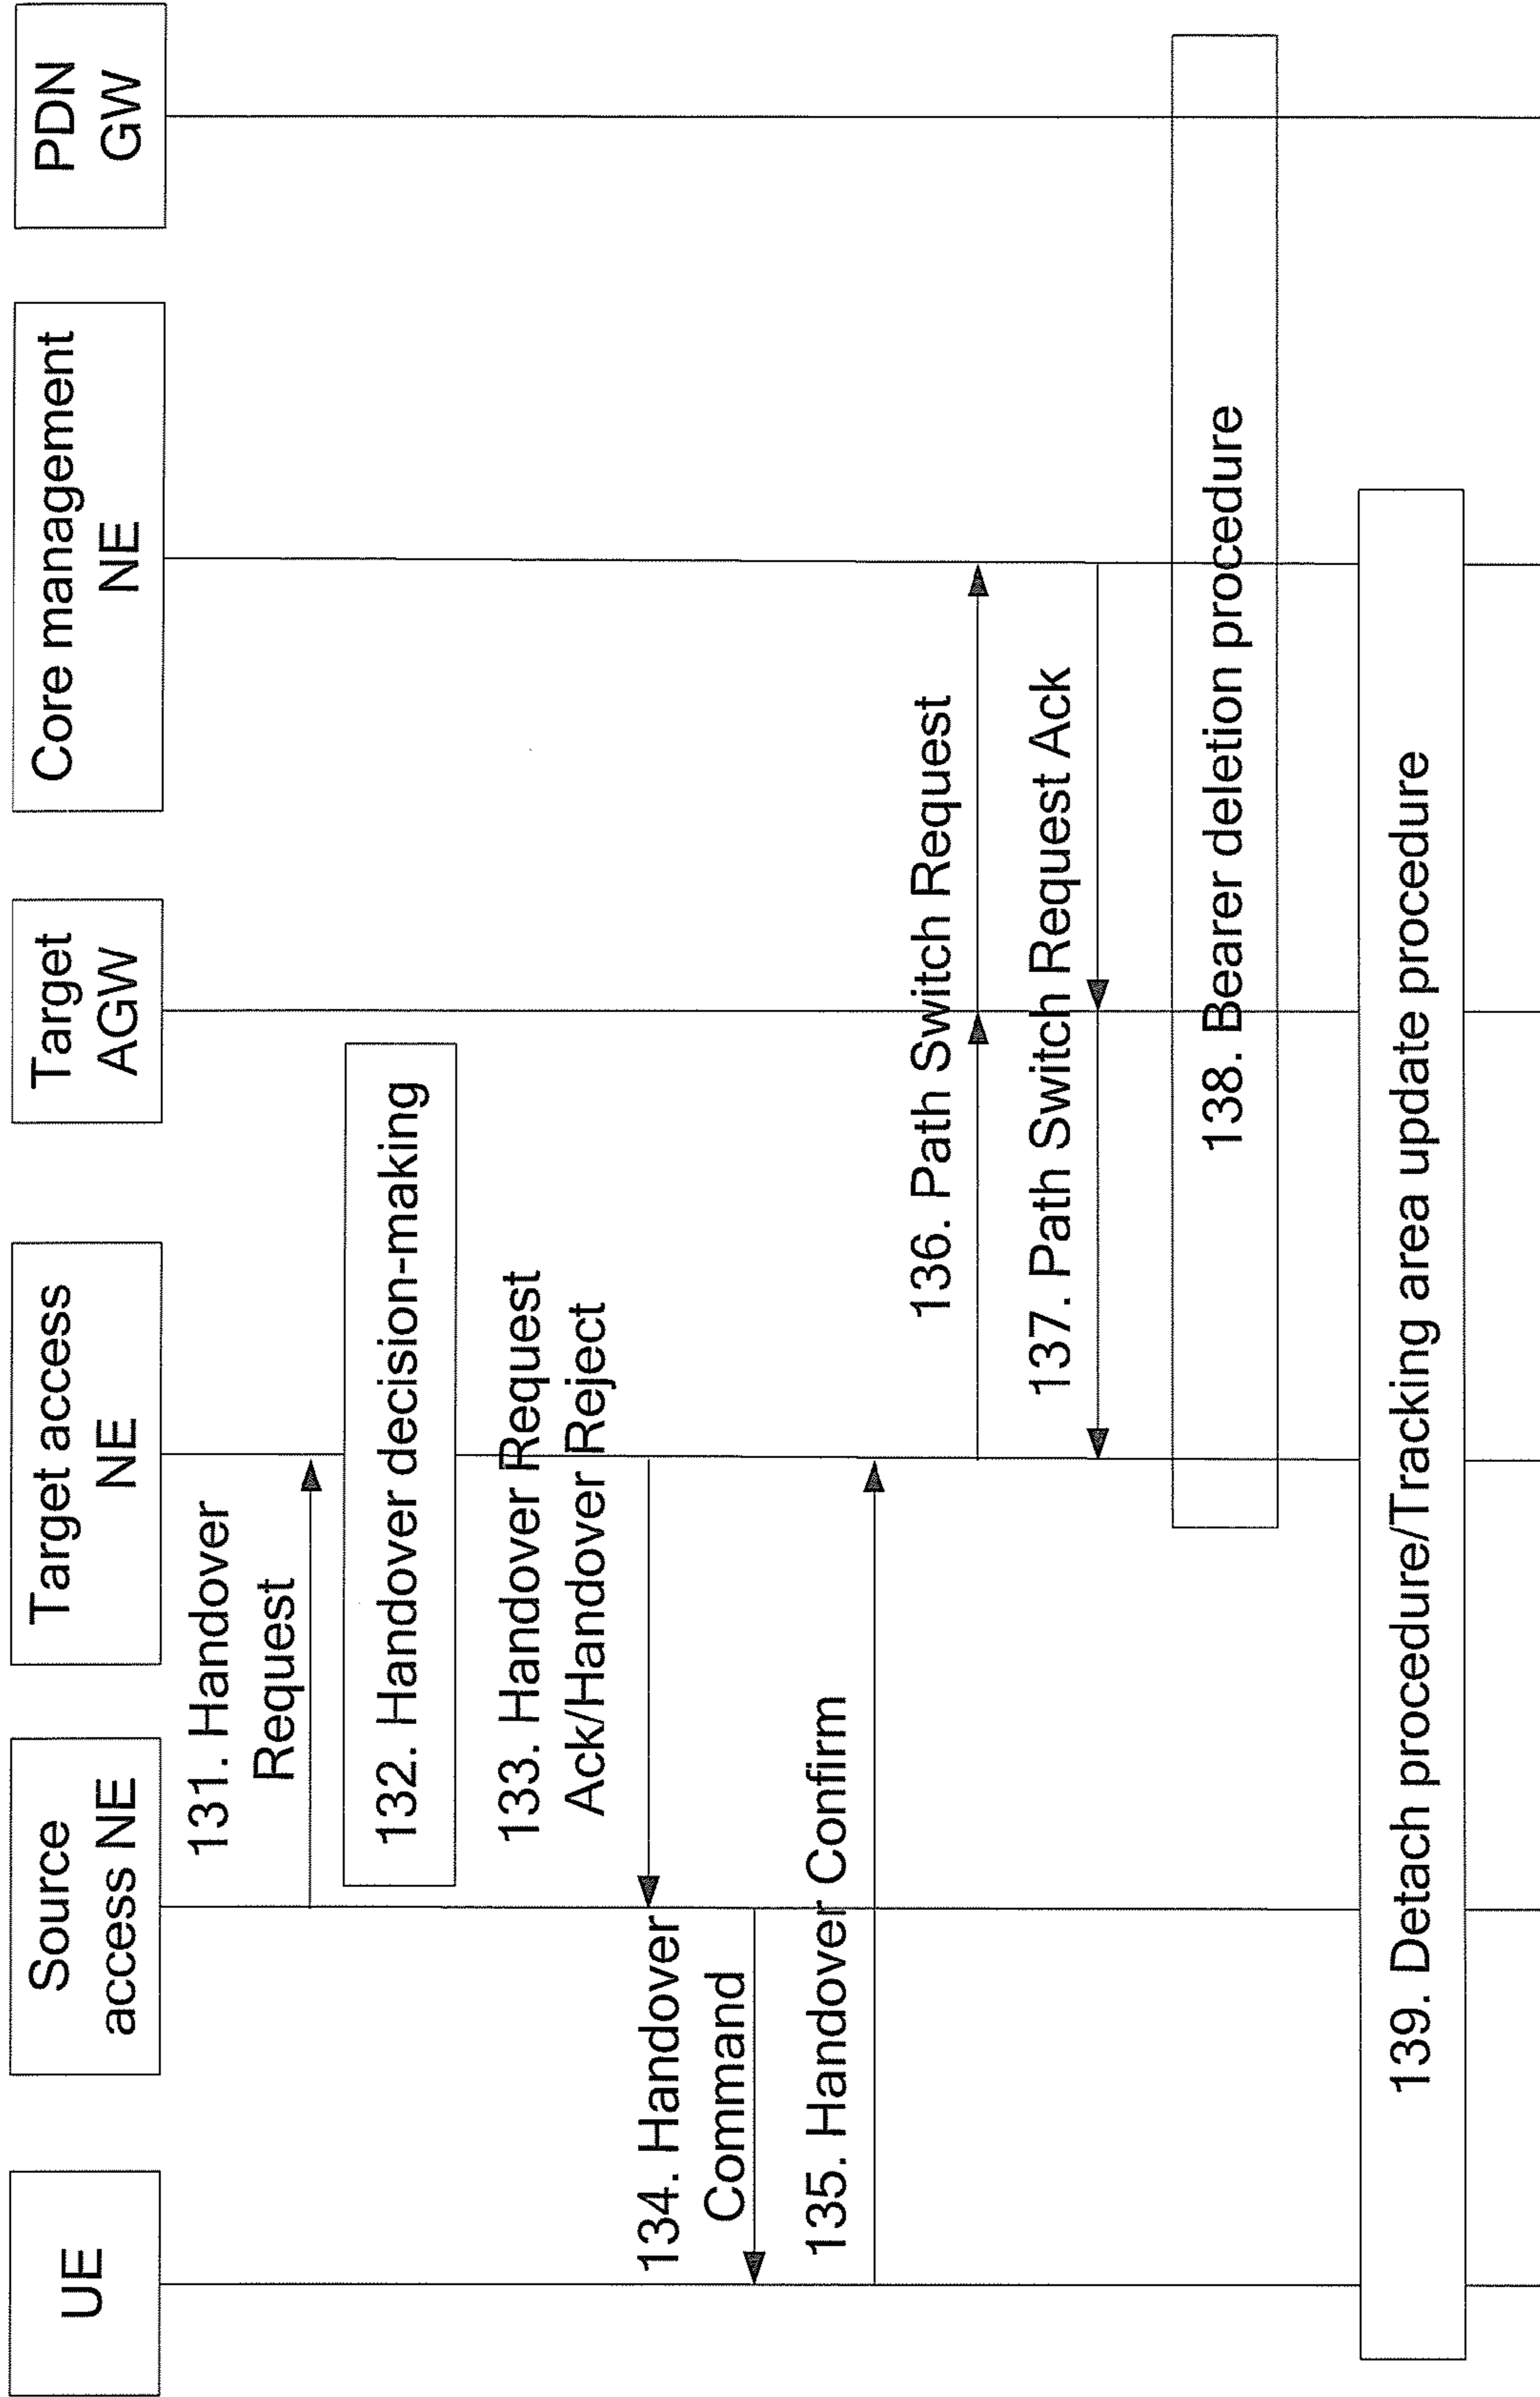 UE
Source
access NE
Target access
NE
Target
AGW
Core management
NE
PDN
GW
131. Handover
Request
132. Handover decision-making
133. Handover Request
Ack/Handover Reject
134. Handover
Command
135. Handover Confirm
136. Path Switch Request
137. Path Switch Request Ack
138. Bearer deletion procedure
139. Detach procedure/Tracking area update procedure